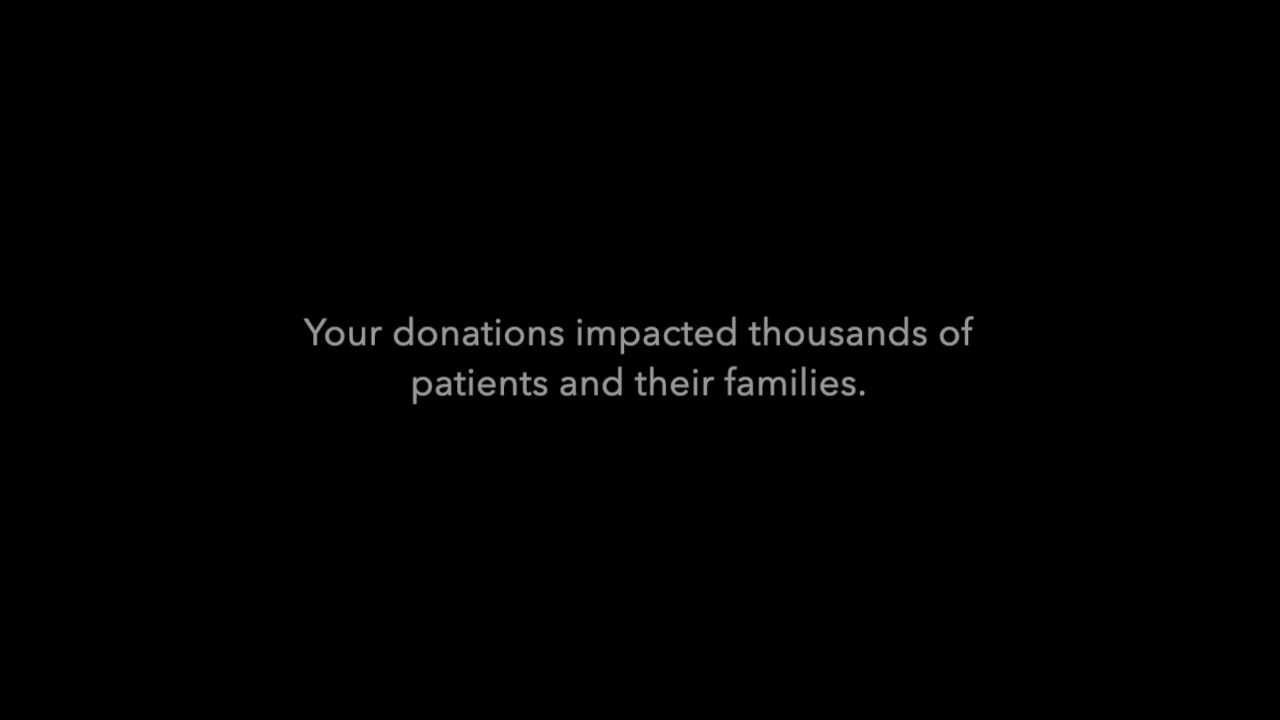 Your donations impacted thousands of
patients and their families.